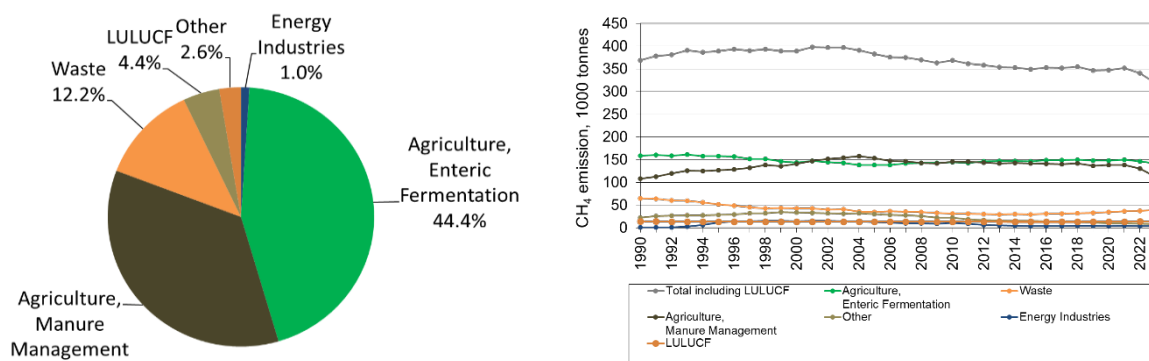 Energy
Industries
1.0%
Other
2.6%
LULUCF
4.4%
Waste
12.2%
Agriculture,
Enteric
Fermentation
44.4%
Agriculture,
Manure
Management
CH₄ emission, 1000 tonnes
450
400
350
300
250
200
150
100
50
0
1990
1992
1994
1996
1998
2000
2002
2004
2006
2008
2010
2012
2014
2016
2018
2020
2022
Total including LULUCF
Agriculture,
Enteric Fermentation
Waste
Agriculture,
Manure Management
Other
Energy Industries
LULUCF